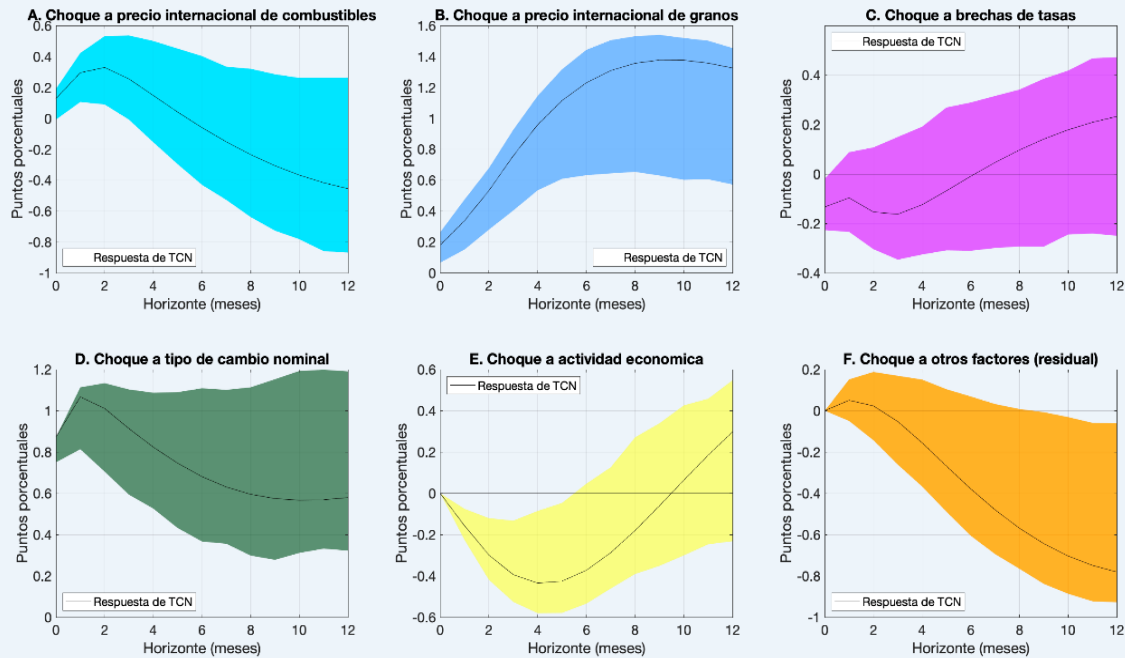 A. Choque a precio internacional de combustibles
Puntos porcentuales
0.6
0.4
0.2
0
-0.2
-0.4
-0.6
-0.8
-1
Respuesta de TCN
0 2 4 6 8 10 12
Horizonte (meses)
B. Choque a precio internacional de granos
Puntos porcentuales
1.6
1.4
1.2
1
0.8
0.6
0.4
0.2
0
Respuesta de TCN
0 2 4 6 8 10 12
Horizonte (meses)
C. Choque a brechas de tasas
Respuesta de TCN
Puntos porcentuales
0.4
0.2
0
-0.2
-0.4
0 2 4 6 8 10 12
Horizonte (meses)
D. Choque a tipo de cambio nominal
Puntos porcentuales
1.2
1
0.8
0.6
0.4
0.2
0
Respuesta de TCN
0 2 4 6 8 10 12
Horizonte (meses)
E. Choque a actividad economica
Respuesta de TCN
Puntos porcentuales
0.6
0.4
0.2
0
-0.2
-0.4
-0.6
0 2 4 6 8 10 12
Horizonte (meses)
F. Choque a otros factores (residual)
Puntos porcentuales
0.2
0
-0.2
-0.4
-0.6
-0.8
-1
Respuesta de TCN
0 2 4 6 8 10 12
Horizonte (meses)